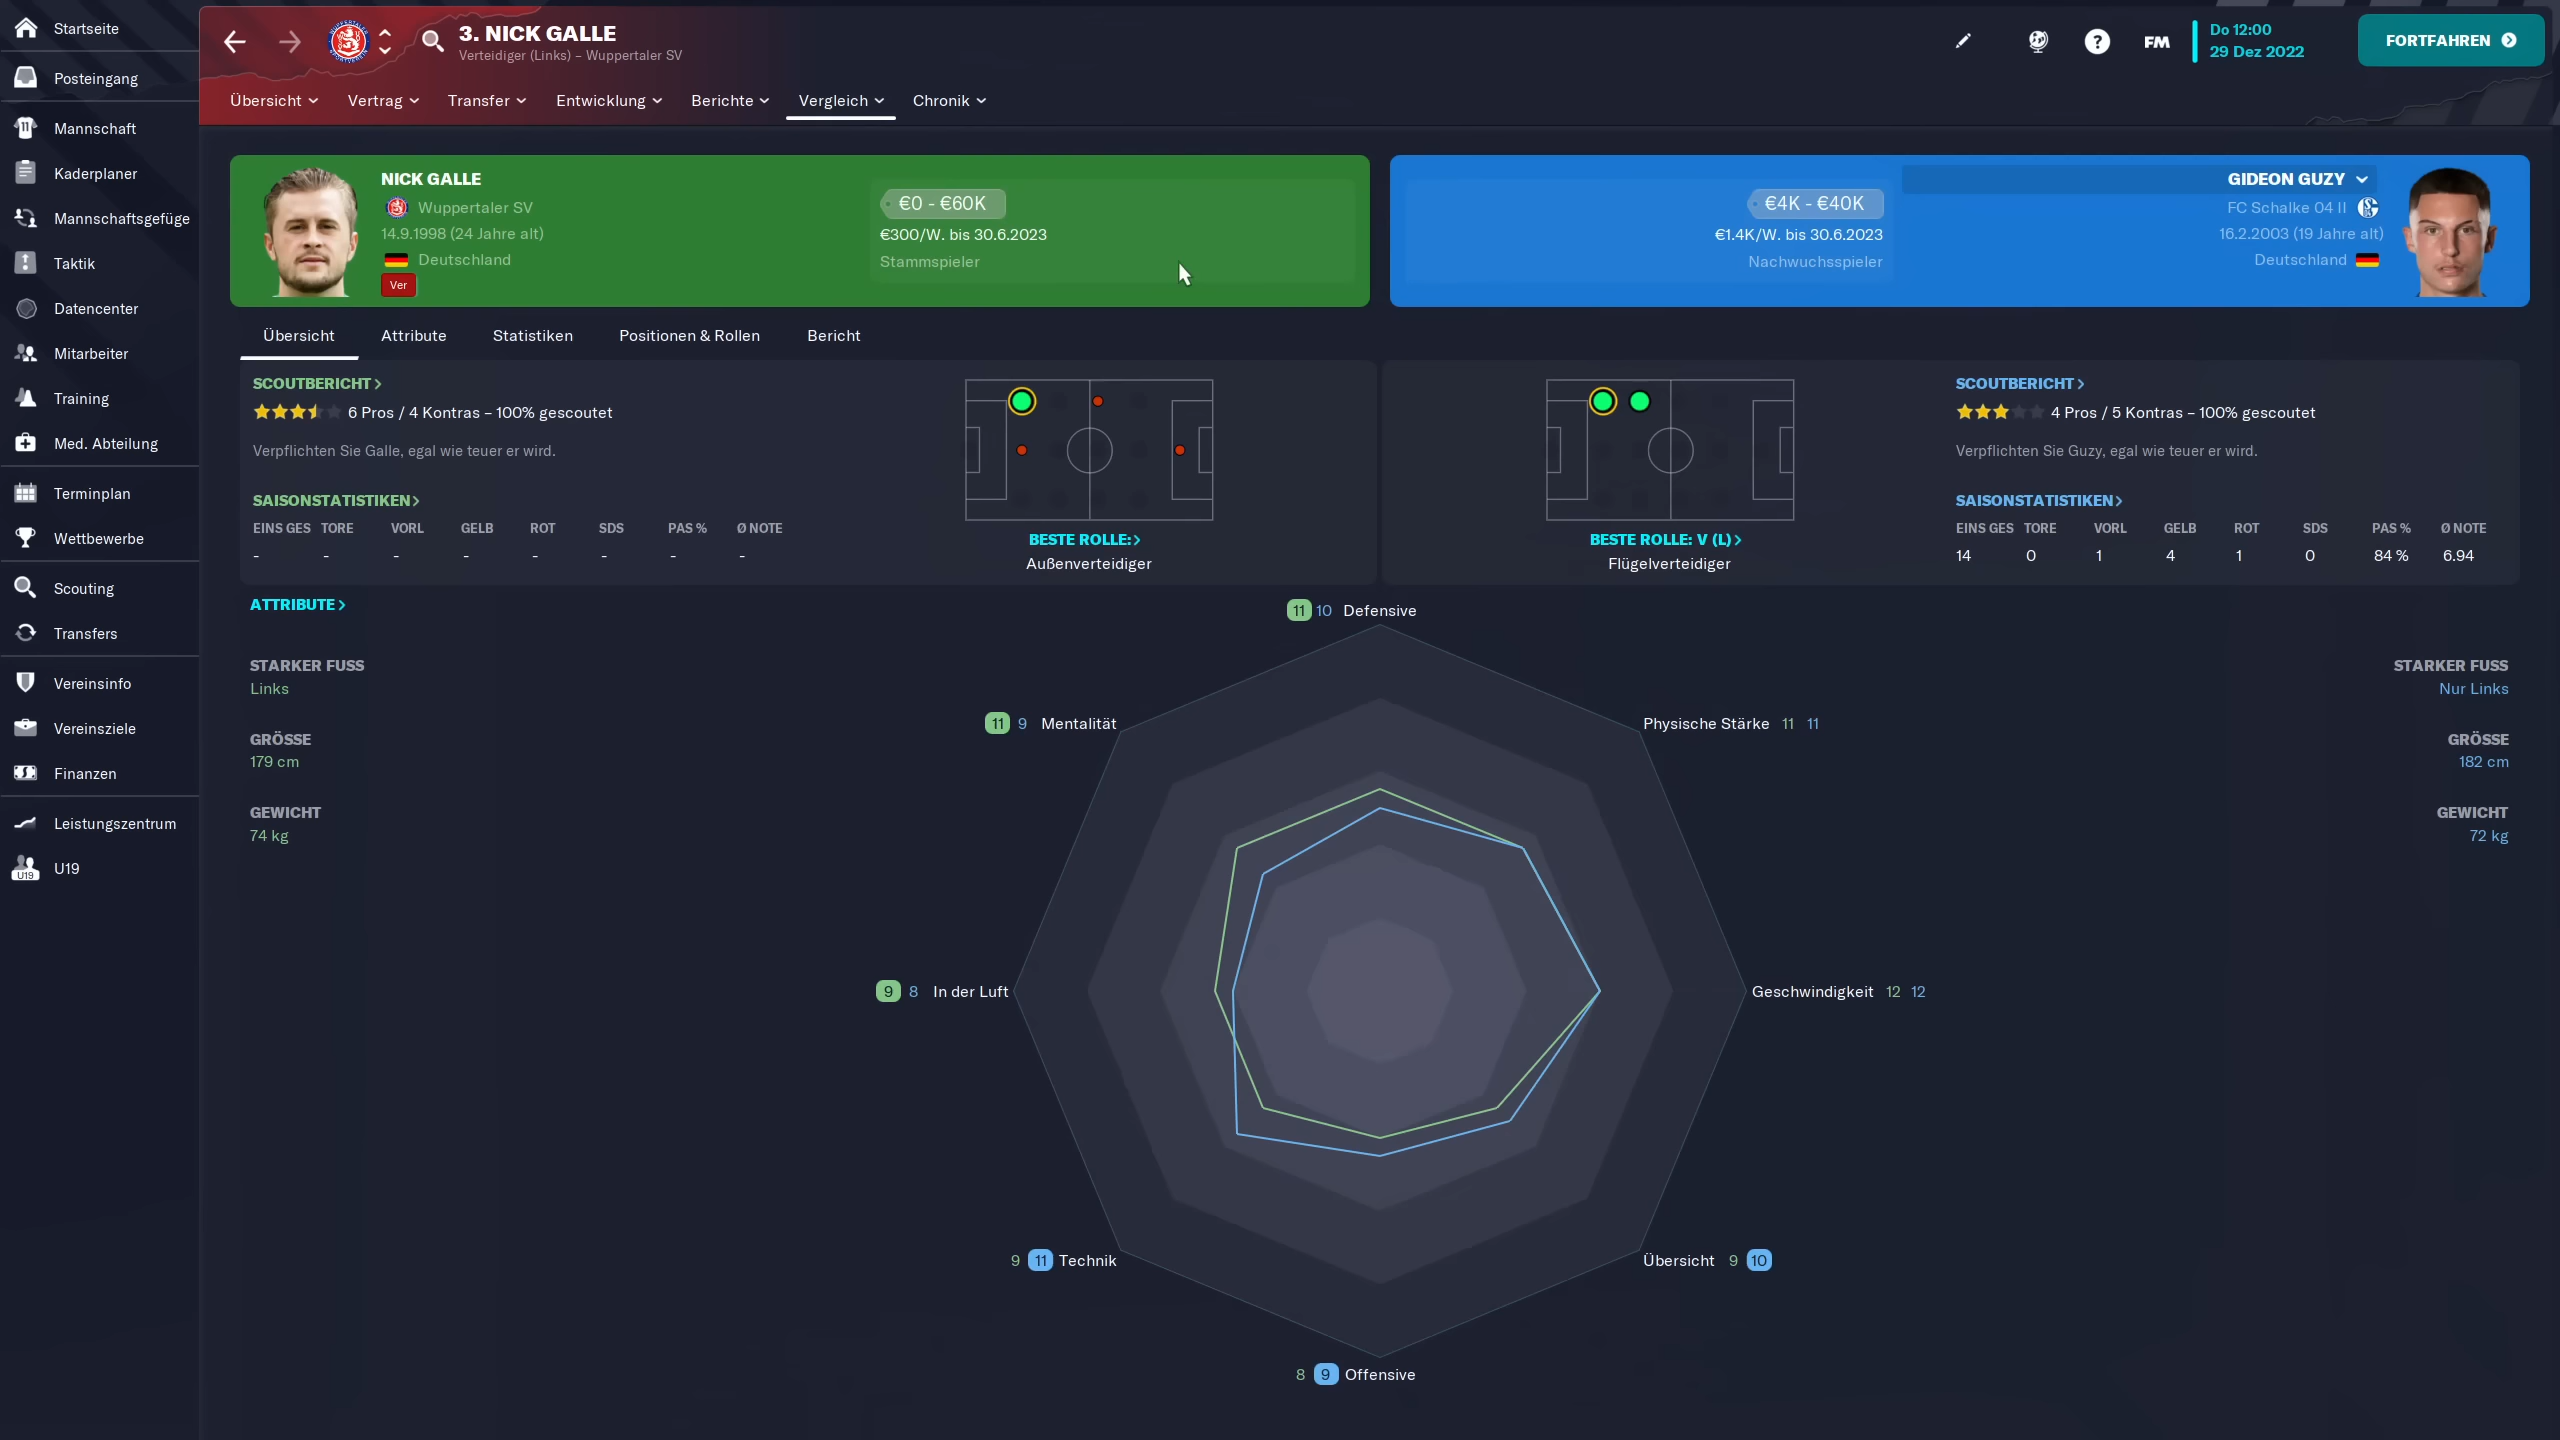 Startseite
Posteingang
Mannschaft
Kaderplaner
Mannschaftsgefüge
Taktik
Datencenter
Mitarbeiter
Training
Med. Abteilung
Terminplan
Wettbewerbe
Scouting
Transfers
Vereinsinfo
Vereinsziele
Finanzen
Leistungszentrum
U19
U19
3. NICK GALLE
Verteidiger (Links) – Wuppertaler SV
FM
Do 12:00
29 Dez 2022
FORTFAHREN
Übersicht Vertrag Transfer Entwicklung Berichte Vergleich Chronik
NICK GALLE
Wuppertaler SV
14.9.1998 (24 Jahre alt)
Deutschland
Ver
€0 - €60K
€300/W. bis 30.6.2023
Stammspieler
€4K - €40K
€1.4K/W. bis 30.6.2023
Nachwuchsspieler
GIDEON GUZY
FC Schalke 04 II
16.2.2003 (19 Jahre alt)
Deutschland
Übersicht Attribute Statistiken Positionen & Rollen Bericht
SCOUTBERICHT
6 Pros / 4 Kontras – 100% gescoutet
Verpflichten Sie Galle, egal wie teuer er wird.
SAISONSTATISTIKEN
EINS GES TORE VORL GELB ROT SDS PAS % Ø NOTE
- - - - - - - -
BESTE ROLLE:
Außenverteidiger
BESTE ROLLE: V (L)
Flügelverteidiger
SCOUTBERICHT
4 Pros / 5 Kontras – 100% gescoutet
Verpflichten Sie Guzy, egal wie teuer er wird.
SAISONSTATISTIKEN
EINS GES TORE VORL GELB ROT SDS PAS % Ø NOTE
14 0 1 4 1 0 84 % 6.94
ATTRIBUTE
STARKER FUSS
Links
GRÖSSE
179 cm
GEWICHT
74 kg
11 10 Defensive
11 9 Mentalität
Physische Stärke 11 11
9 8 In der Luft
Geschwindigkeit 12 12
9 11 Technik
Übersicht 9 10
8 9 Offensive
STARKER FUSS
Nur Links
GRÖSSE
182 cm
GEWICHT
72 kg